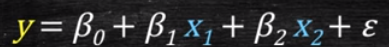 y = β₀ + β₁ x₁ + β₂ x₂ + ε